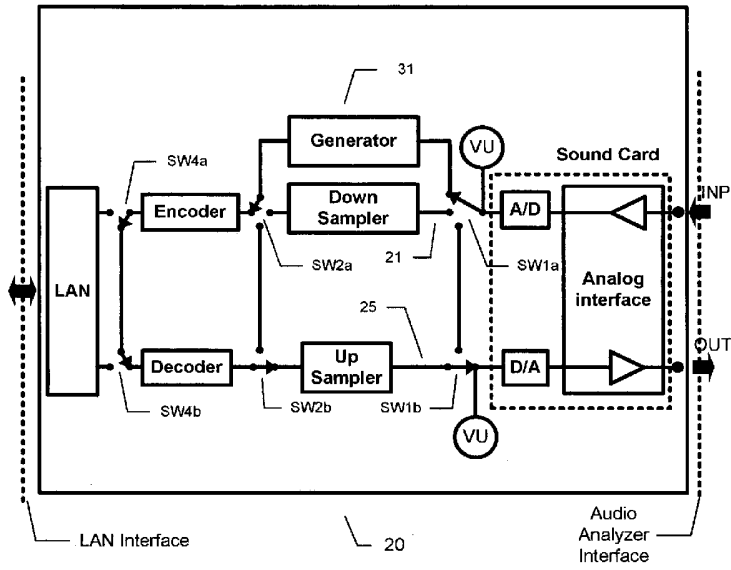 31
Generator
VU
Sound Card
SW4a
INP
Encoder
Down
Sampler
A/D
SW2a
21
SW1a
LAN
Analog
interface
25
OUT
Decoder
Up
Sampler
D/A
SW4b
SW2b
SW1b
VU
LAN Interface
20
Audio
Analyzer
Interface